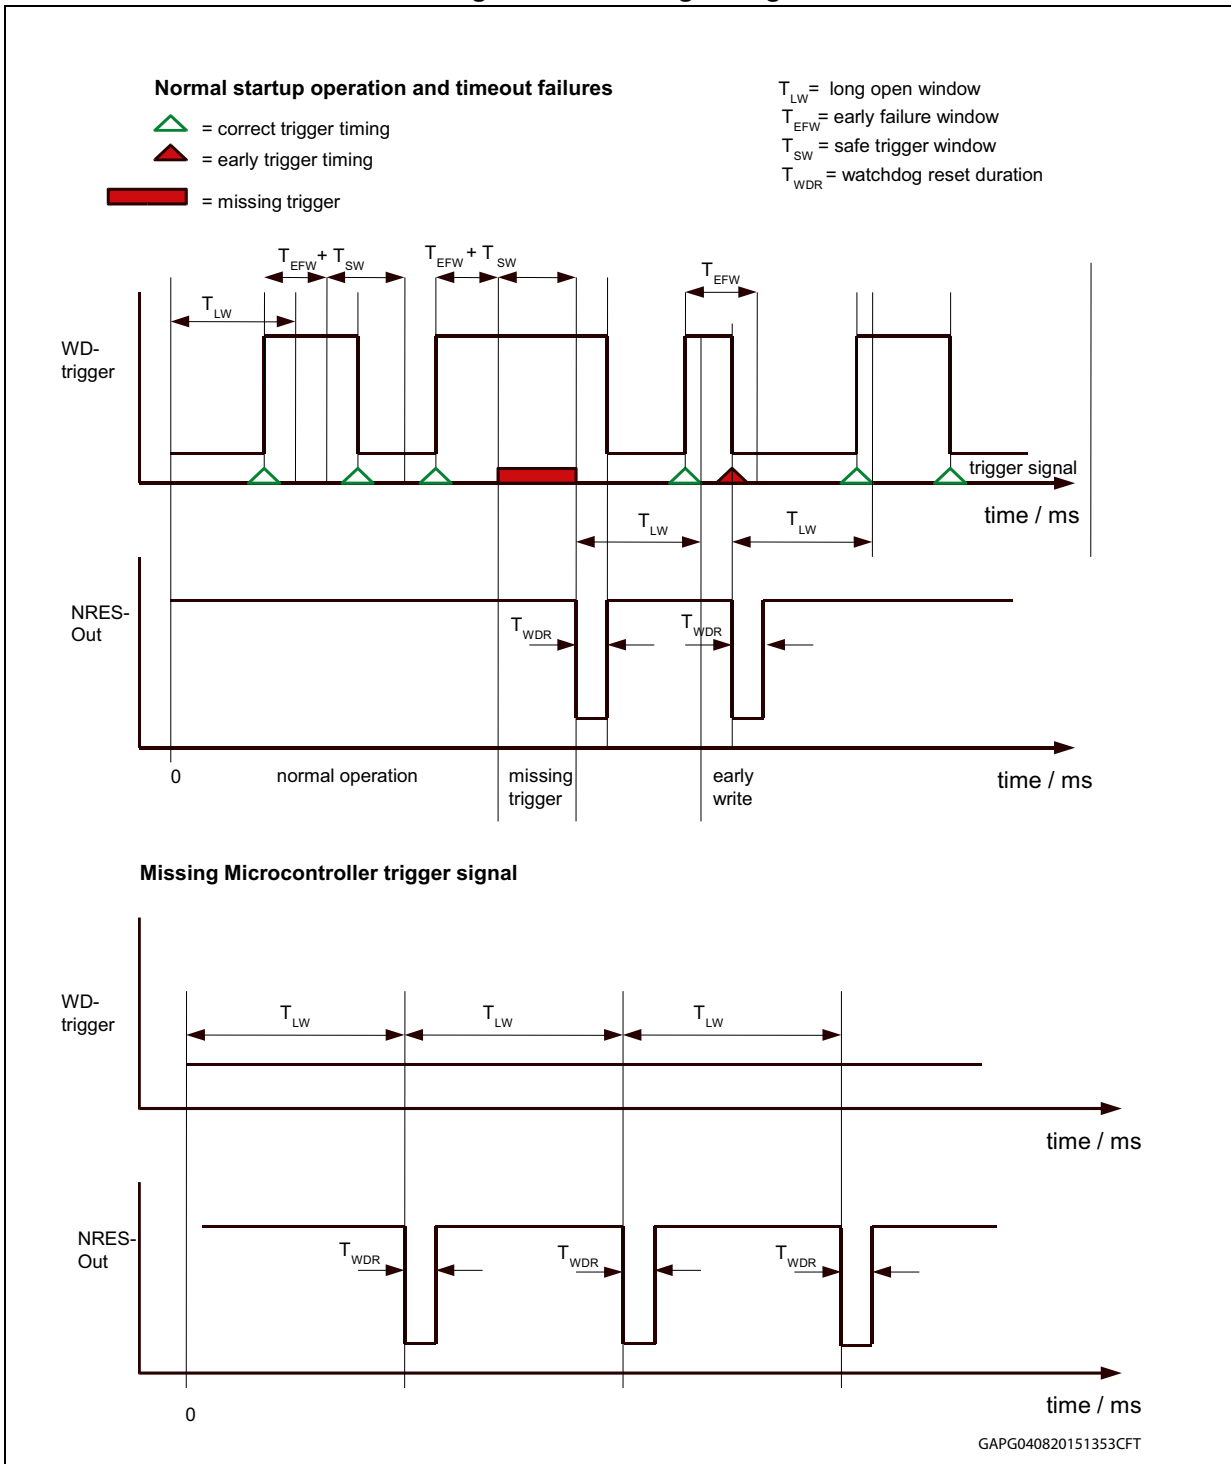 Normal startup operation and timeout failures
= correct trigger timing
= early trigger timing
= missing trigger
TLW= long open window
TEFW= early failure window
TSW = safe trigger window
TWDR= watchdog reset duration
TEFW+ TSW
TEFW+ TSW
TEFW
TLW
WD-
trigger
trigger signal
time / ms
TLW
TLW
NRES-
Out
TWDR
TWDR
0
normal operation
missing
trigger
early
write
time / ms
Missing Microcontroller trigger signal
WD-
trigger
TLW
TLW
TLW
time / ms
NRES-
Out
TWDR
TWDR
TWDR
0
time / ms
GAPG040820151353CFT